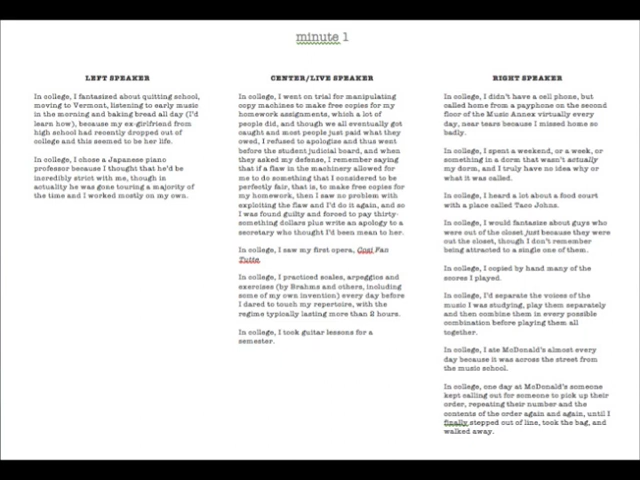 minute 1
LEFT SPEAKER
In college, I fantasized about quitting school,
moving to Vermont, listening to early music
in the morning and baking bread all day (I'd
learn how), because my ex-girlfriend from
high school had recently dropped out of
college and this seemed to be her life.
In college, I chose a Japanese piano
professor because I thought that he'd be
incredibly strict with me, though in
actuality he was gone touring a majority of
the time and I worked mostly on my own.
CENTER/LIVE SPEAKER
In college, I went on trial for manipulating
copy machines to make free copies for my
homework assignments, which a lot of
people did, and though we all eventually got
caught and most people just paid what they
owed, I refused to apologize and thus went
before the student judicial board, and when
they asked my defense, I remember saying
that if a flaw in the machinery allowed for
me to do something that I considered to be
perfectly fair, that is, to make free copies for
my homework, then I saw no problem with
exploiting the flaw and I'd do it again, and so
I was found guilty and forced to pay thirty-
something dollars plus write an apology to a
secretary who thought I'd been mean to her.
In college, I saw my first opera, Cosi Fan
Tutte.
In college, I practiced scales, arpeggios and
exercises (by Brahms and others, including
some of my own invention) every day before
I dared to touch my repertoire, with the
regime typically lasting more than 2 hours.
In college, I took guitar lessons for a
semester.
RIGHT SPEAKER
In college, I didn't have a cell phone, but
called home from a payphone on the second
floor of the Music Annex virtually every
day, near tears because I missed home so
badly.
In college, I spent a weekend, or a week, or
something in a dorm that wasn't actually
my dorm, and I truly have no idea why or
what it was called.
In college, I heard a lot about a food court
with a place called Taco Johns.
In college, I would fantasize about guys who
were out of the closet just because they were
out the closet, though I don't remember
being attracted to a single one of them.
In college, I copied by hand many of the
scores I played.
In college, I'd separate the voices of the
music I was studying, play them separately
and then combine them in every possible
combination before playing them all
together.
In college, I ate McDonald's almost every
day because it was across the street from
the music school.
In college, one day at McDonald's someone
kept calling out for someone to pick up their
order, repeating their number and the
contents of the order again and again, until I
finally stepped out of line, took the bag, and
walked away.